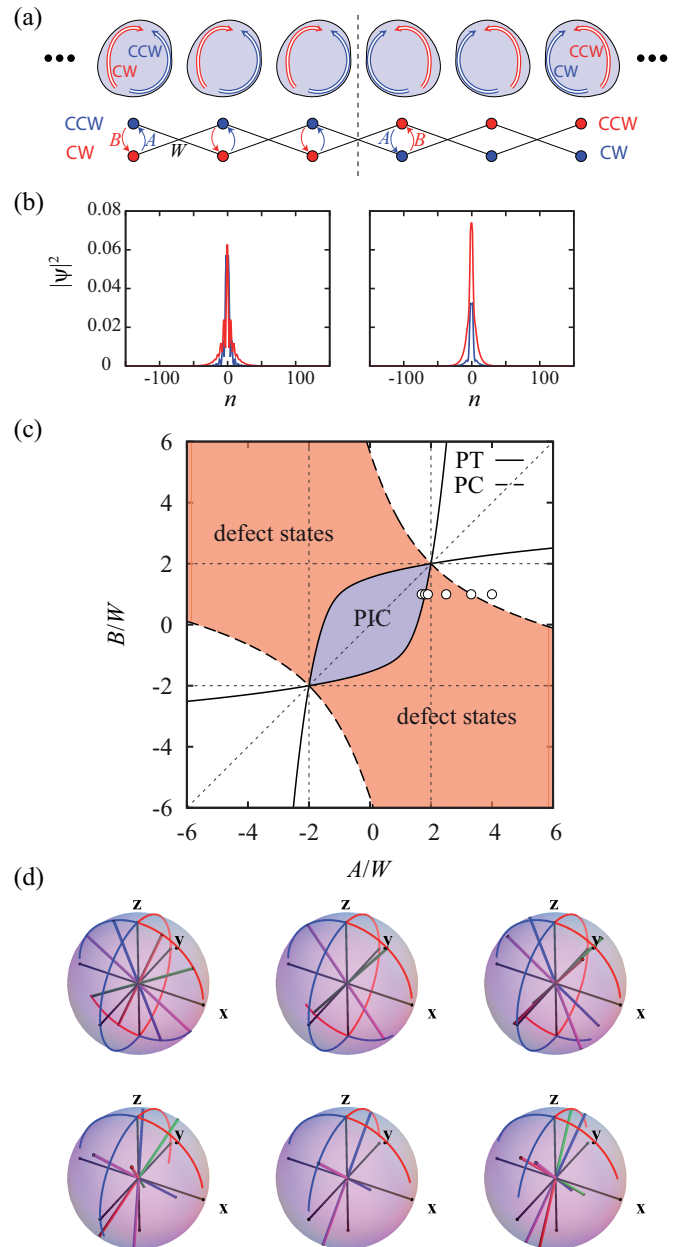 (a)
CCW
CW
CCW
CW
CCW
CW
B
A
W
A
B
CCW
CW
(b)
0.08
0.06
0.04
0.02
0
|ψ|²
-100
0
100
n
-100
0
100
n
(c)
6
4
2
0
-2
-4
-6
B/W
PT
PC
defect states
PIC
defect states
-6
-4
-2
0
2
4
6
A/W
(d)
z
y
x
z
y
x
z
y
x
z
y
x
z
y
x
z
y
x